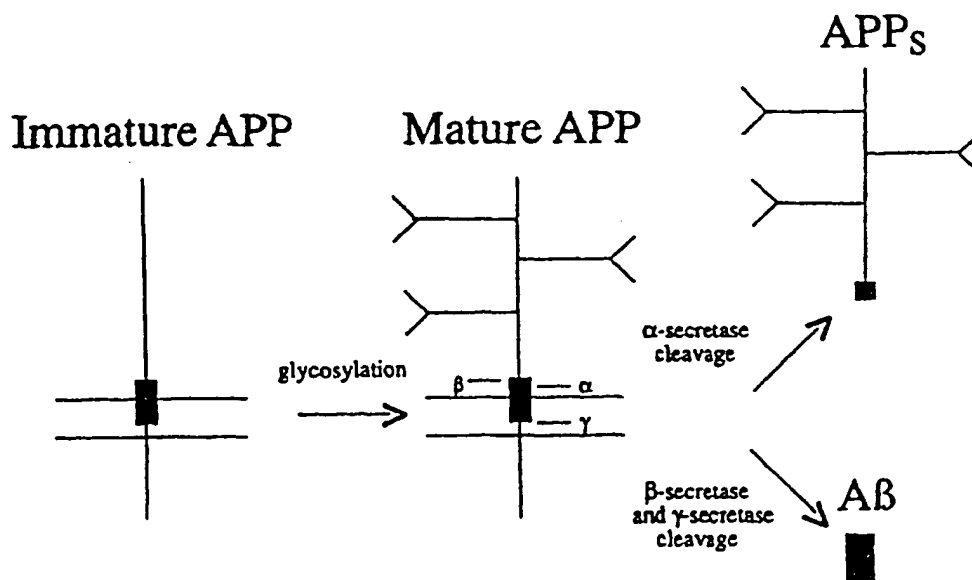 Immature APP
Mature APP
APPs
glycosylation
β
α
γ
α-secretase
cleavage
β-secretase
and γ-secretase
cleavage
Aß